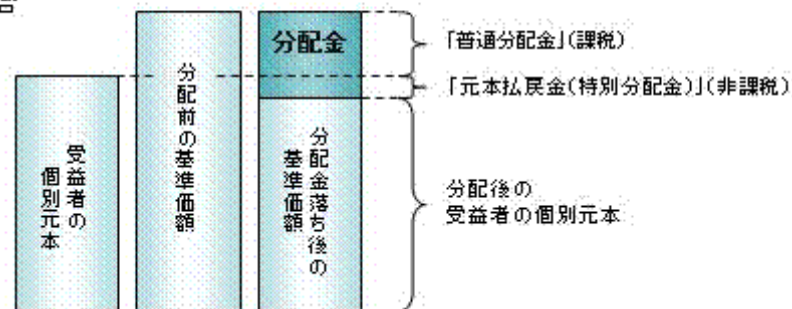 受益者の
個別元本
分配前の基準価額
分配金
分配金落ち後の
基準価額
「普通分配金」(課税)
「元本払戻金(特別分配金)」(非課税)
分配後の
受益者の個別元本